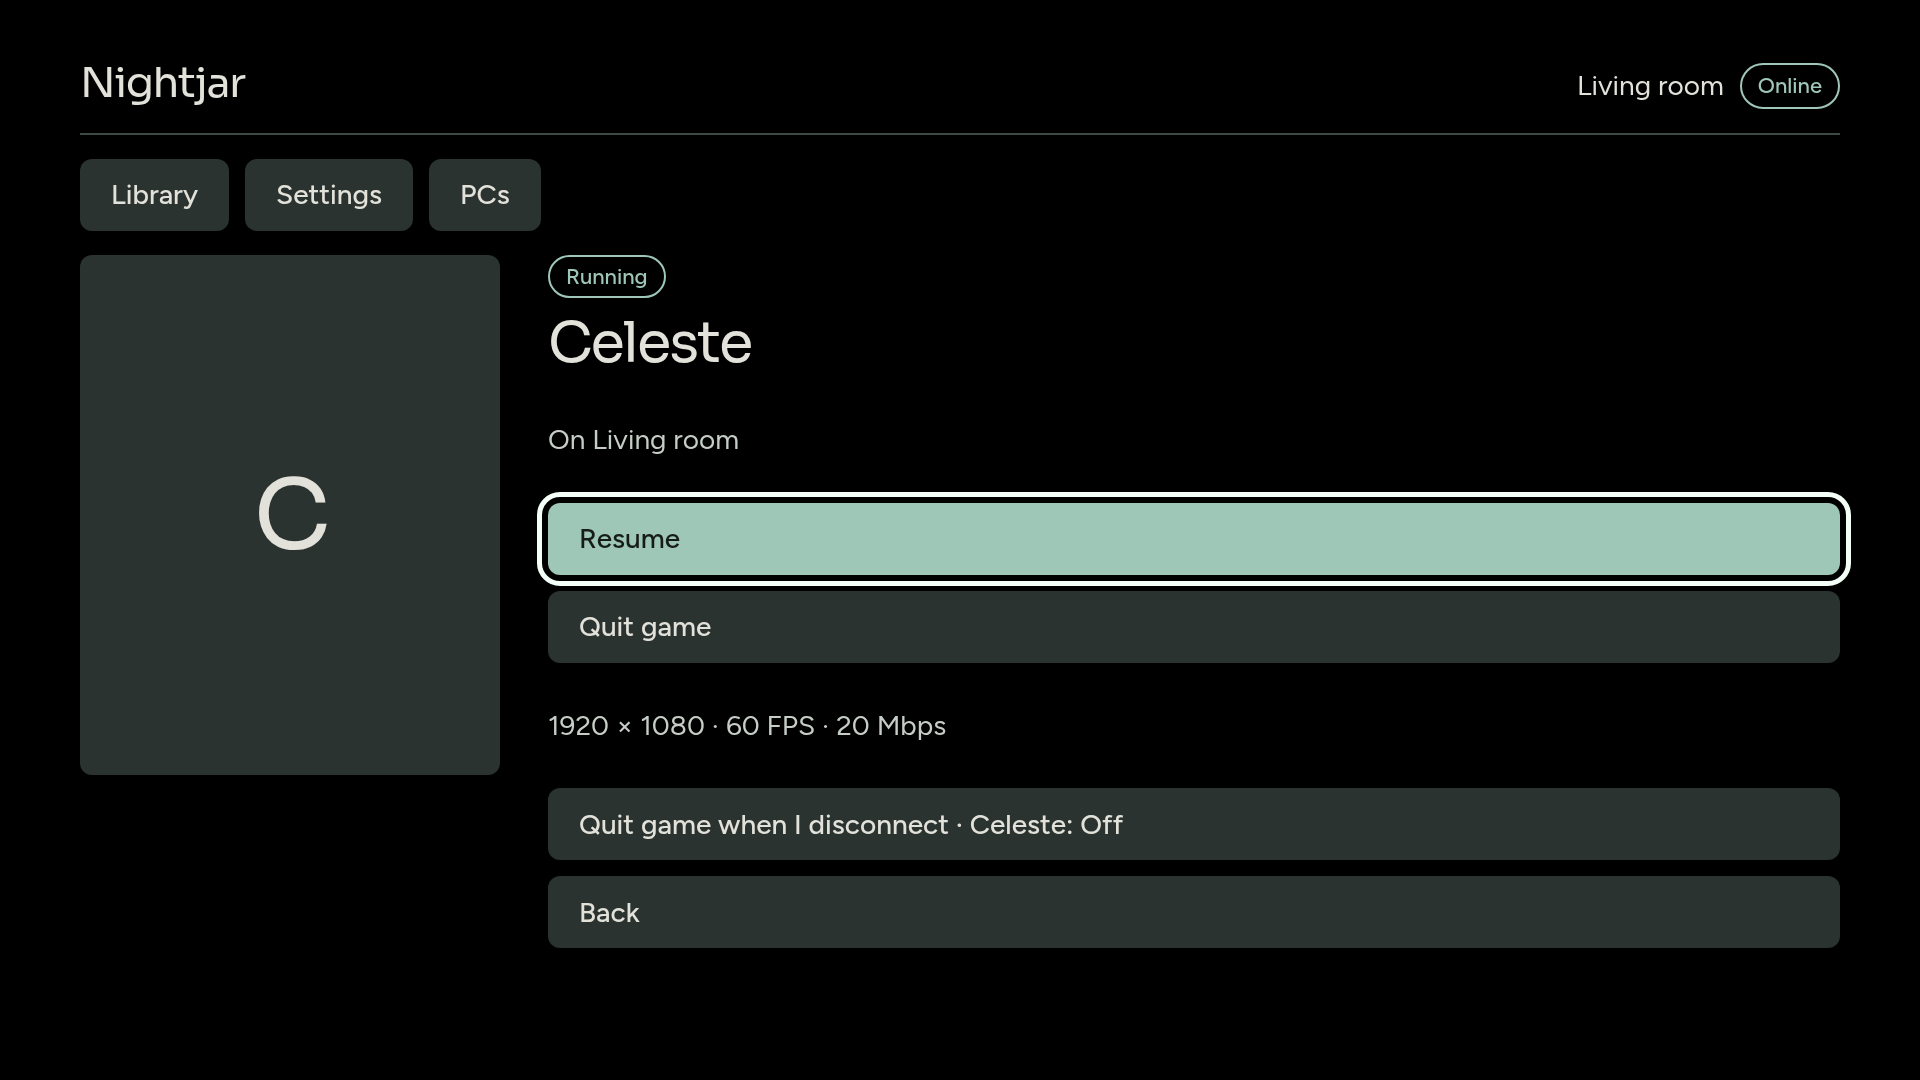 Nightjar
Living room
Online
Library
Settings
PCs
C
Running
Celeste
On Living room
Resume
Quit game
1920 × 1080 · 60 FPS · 20 Mbps
Quit game when I disconnect · Celeste: Off
Back